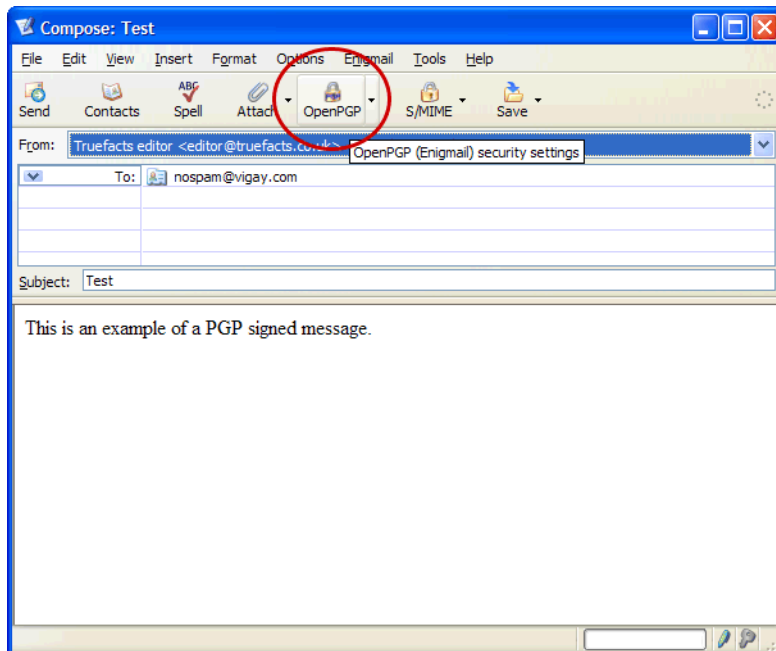 Compose: Test
File Edit View Insert Format Options Enigmail Tools Help
ABC
Send Contacts Spell Attach OpenPGP S/MIME Save
From: Truefacts editor <editor@truefacts.co.uk>
OpenPGP (Enigmail) security settings
To: nospam@vigay.com
Subject: Test
This is an example of a PGP signed message.